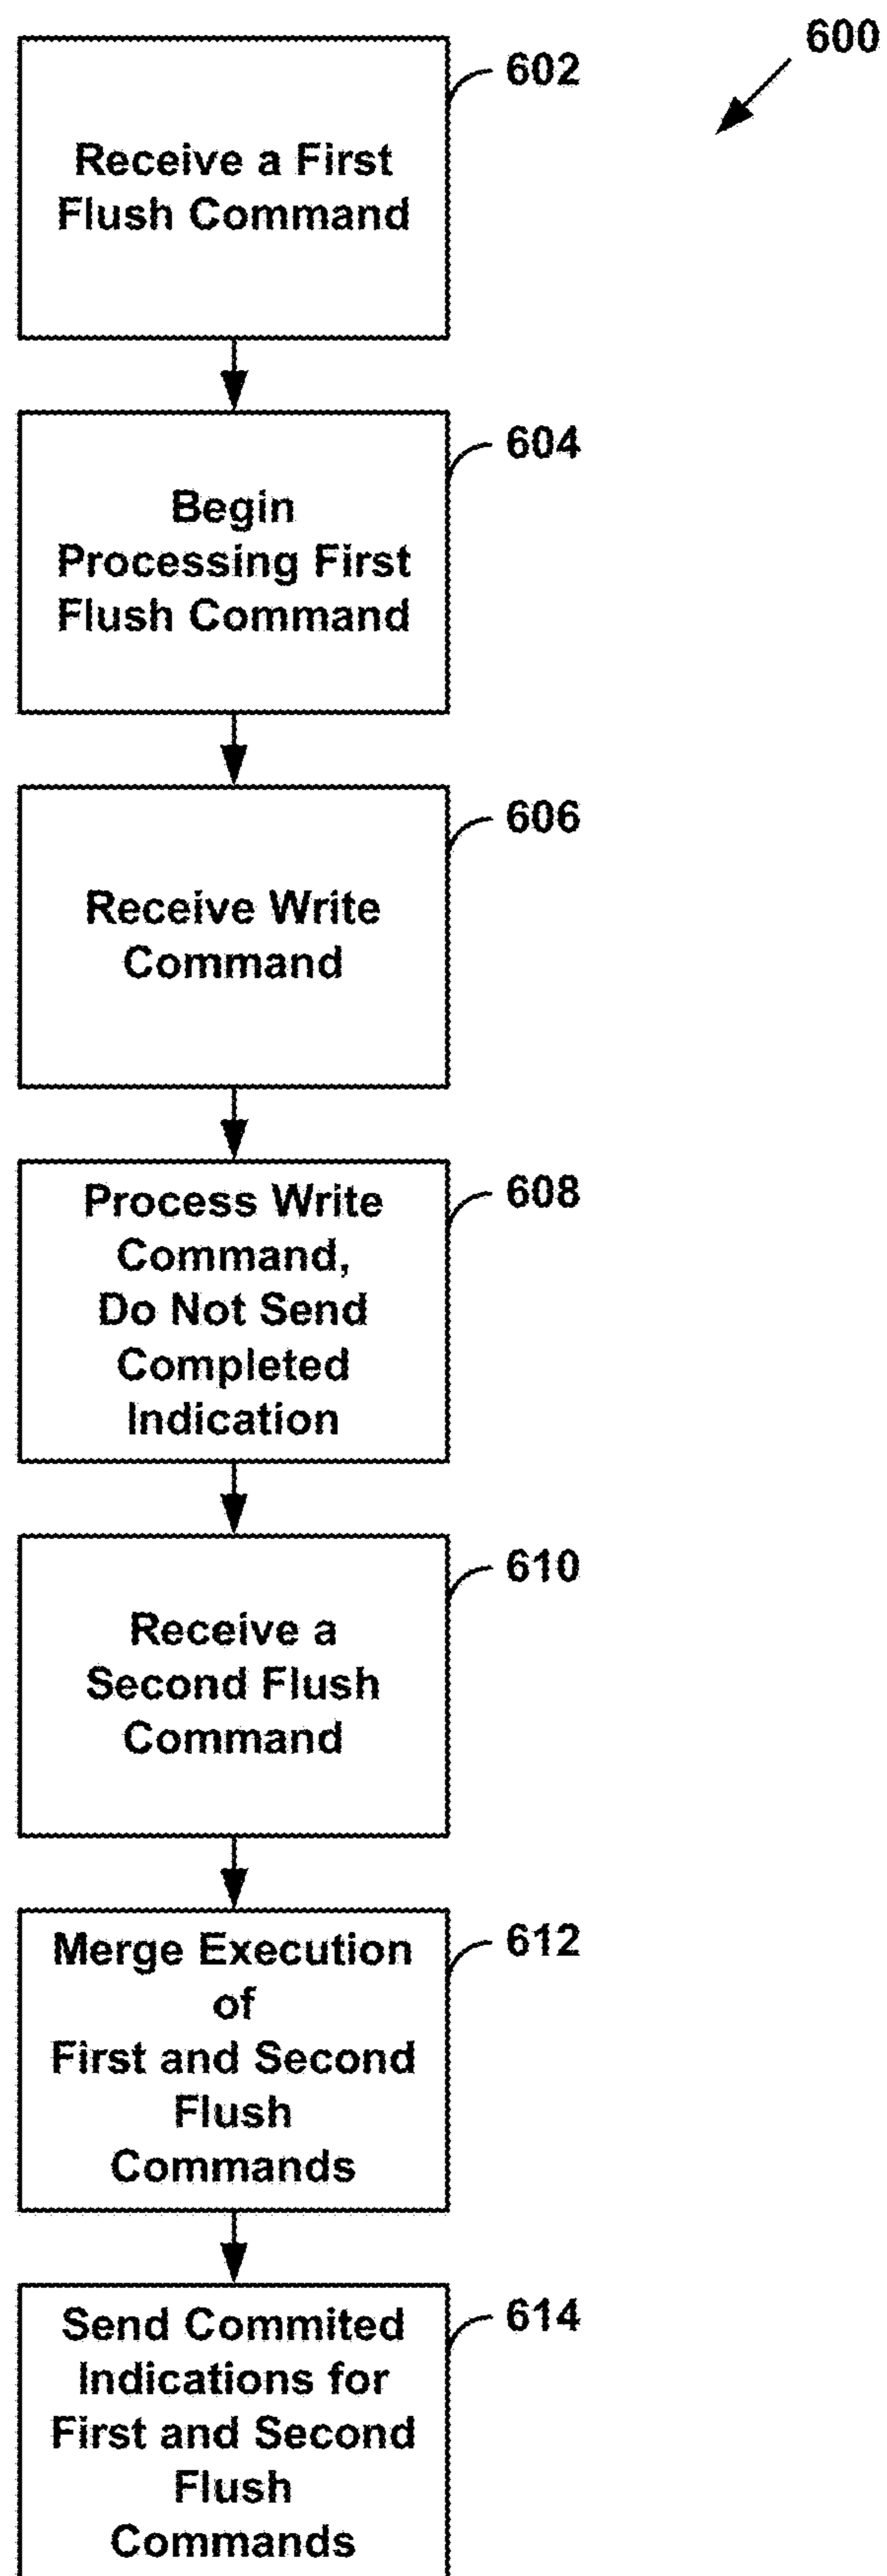 600
602
Receive a First
Flush Command
604
Begin
Processing First
Flush Command
606
Receive Write
Command
608
Process Write
Command,
Do Not Send
Completed
Indication
610
Receive a
Second Flush
Command
612
Merge Execution
of
First and Second
Flush
Commands
614
Send Commited
Indications for
First and Second
Flush
Commands